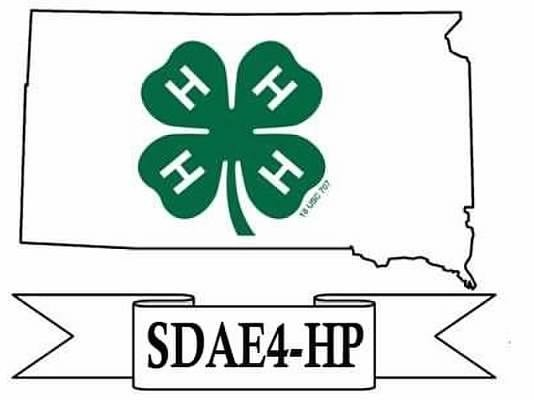 H H
H H
18 USC 707
SDAE4-HP